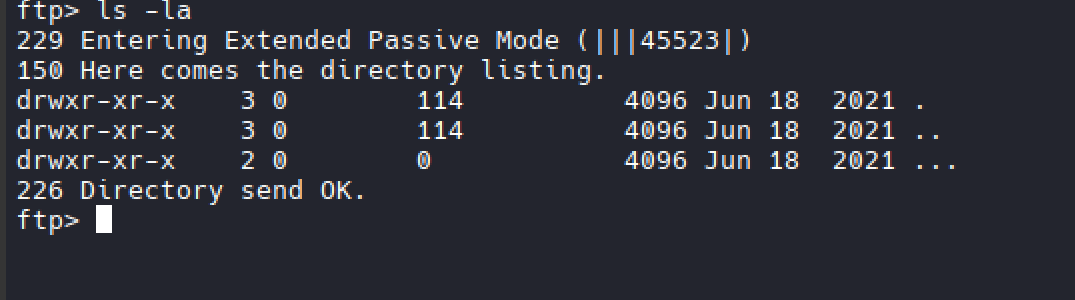 ftp> ls -la
229 Entering Extended Passive Mode (|||45523|)
150 Here comes the directory listing.
drwxr-xr-x    3 0        114          4096 Jun 18  2021 .
drwxr-xr-x    3 0        114          4096 Jun 18  2021 ..
drwxr-xr-x    2 0        0            4096 Jun 18  2021 ...
226 Directory send OK.
ftp>